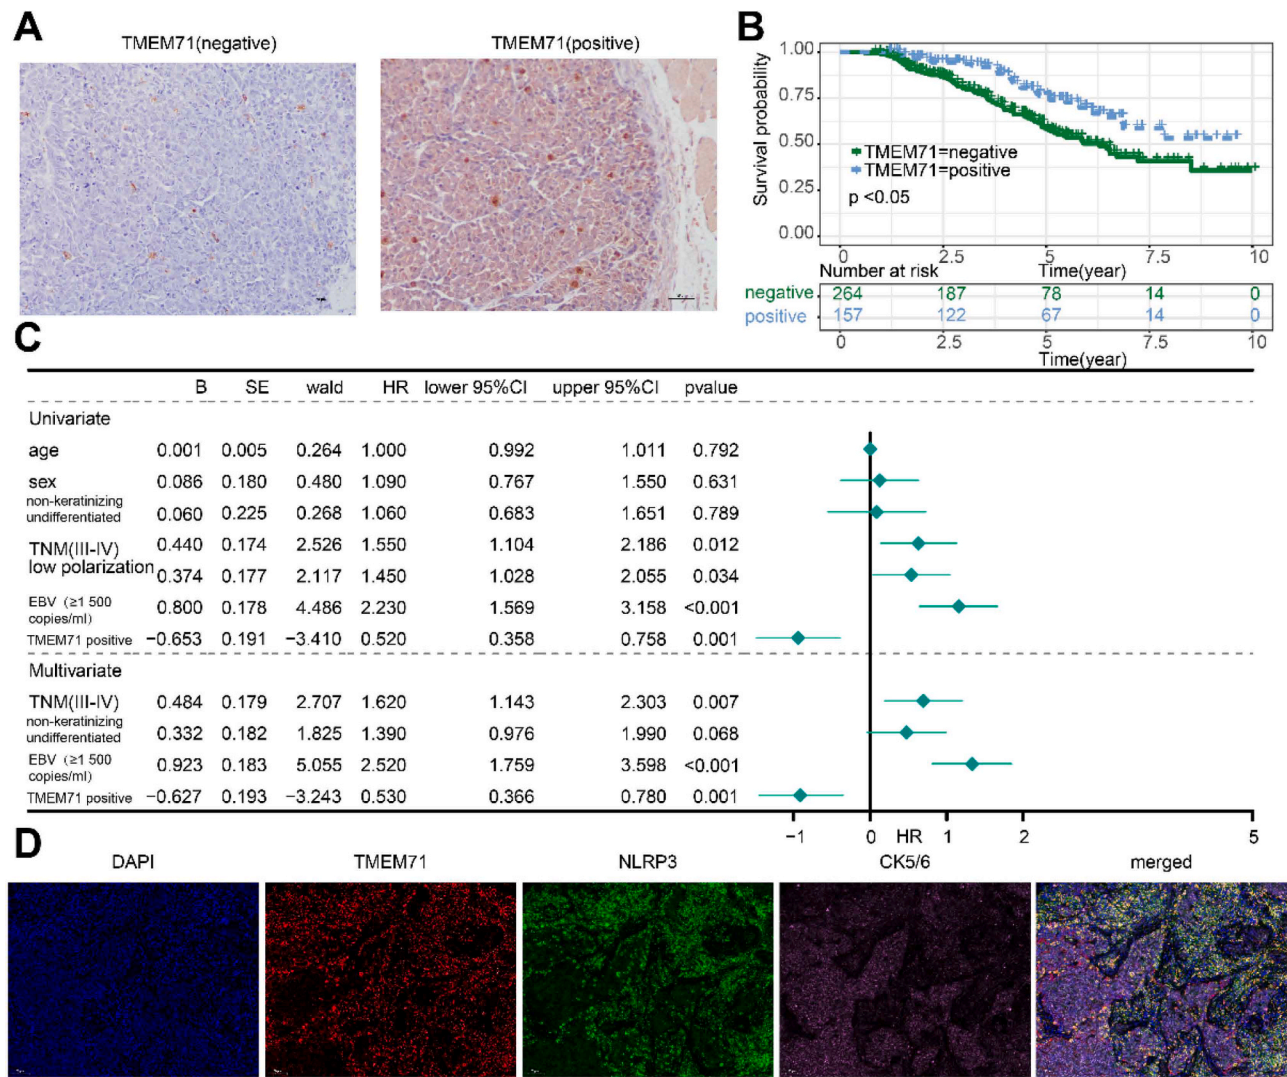 A
TMEM71(negative)
TMEM71(positive)
B
Survival probability
1.00
0.75
0.50
0.25
0.00
TMEM71=negative
TMEM71=positive
p <0.05
0 2.5 5 7.5 10
Number at risk
Time(year)
negative 264 187 78 14 0
positive 157 122 67 14 0
0 2.5 5 7.5 10
Time(year)
C
B SE wald HR lower 95%CI upper 95%CI pvalue
Univariate
age 0.001 0.005 0.264 1.000 0.992 1.011 0.792
sex 0.086 0.180 0.480 1.090 0.767 1.550 0.631
non-keratinizing
undifferentiated 0.060 0.225 0.268 1.060 0.683 1.651 0.789
TNM(III-IV) 0.440 0.174 2.526 1.550 1.104 2.186 0.012
low polarization 0.374 0.177 2.117 1.450 1.028 2.055 0.034
EBV (≥1 500
copies/ml) 0.800 0.178 4.486 2.230 1.569 3.158 <0.001
TMEM71 positive −0.653 0.191 −3.410 0.520 0.358 0.758 0.001
Multivariate
TNM(III-IV) 0.484 0.179 2.707 1.620 1.143 2.303 0.007
non-keratinizing
undifferentiated 0.332 0.182 1.825 1.390 0.976 1.990 0.068
EBV (≥1 500
copies/ml) 0.923 0.183 5.055 2.520 1.759 3.598 <0.001
TMEM71 positive −0.627 0.193 −3.243 0.530 0.366 0.780 0.001
−1 0 HR 1 2 5
D
DAPI
TMEM71
NLRP3
CK5/6
merged